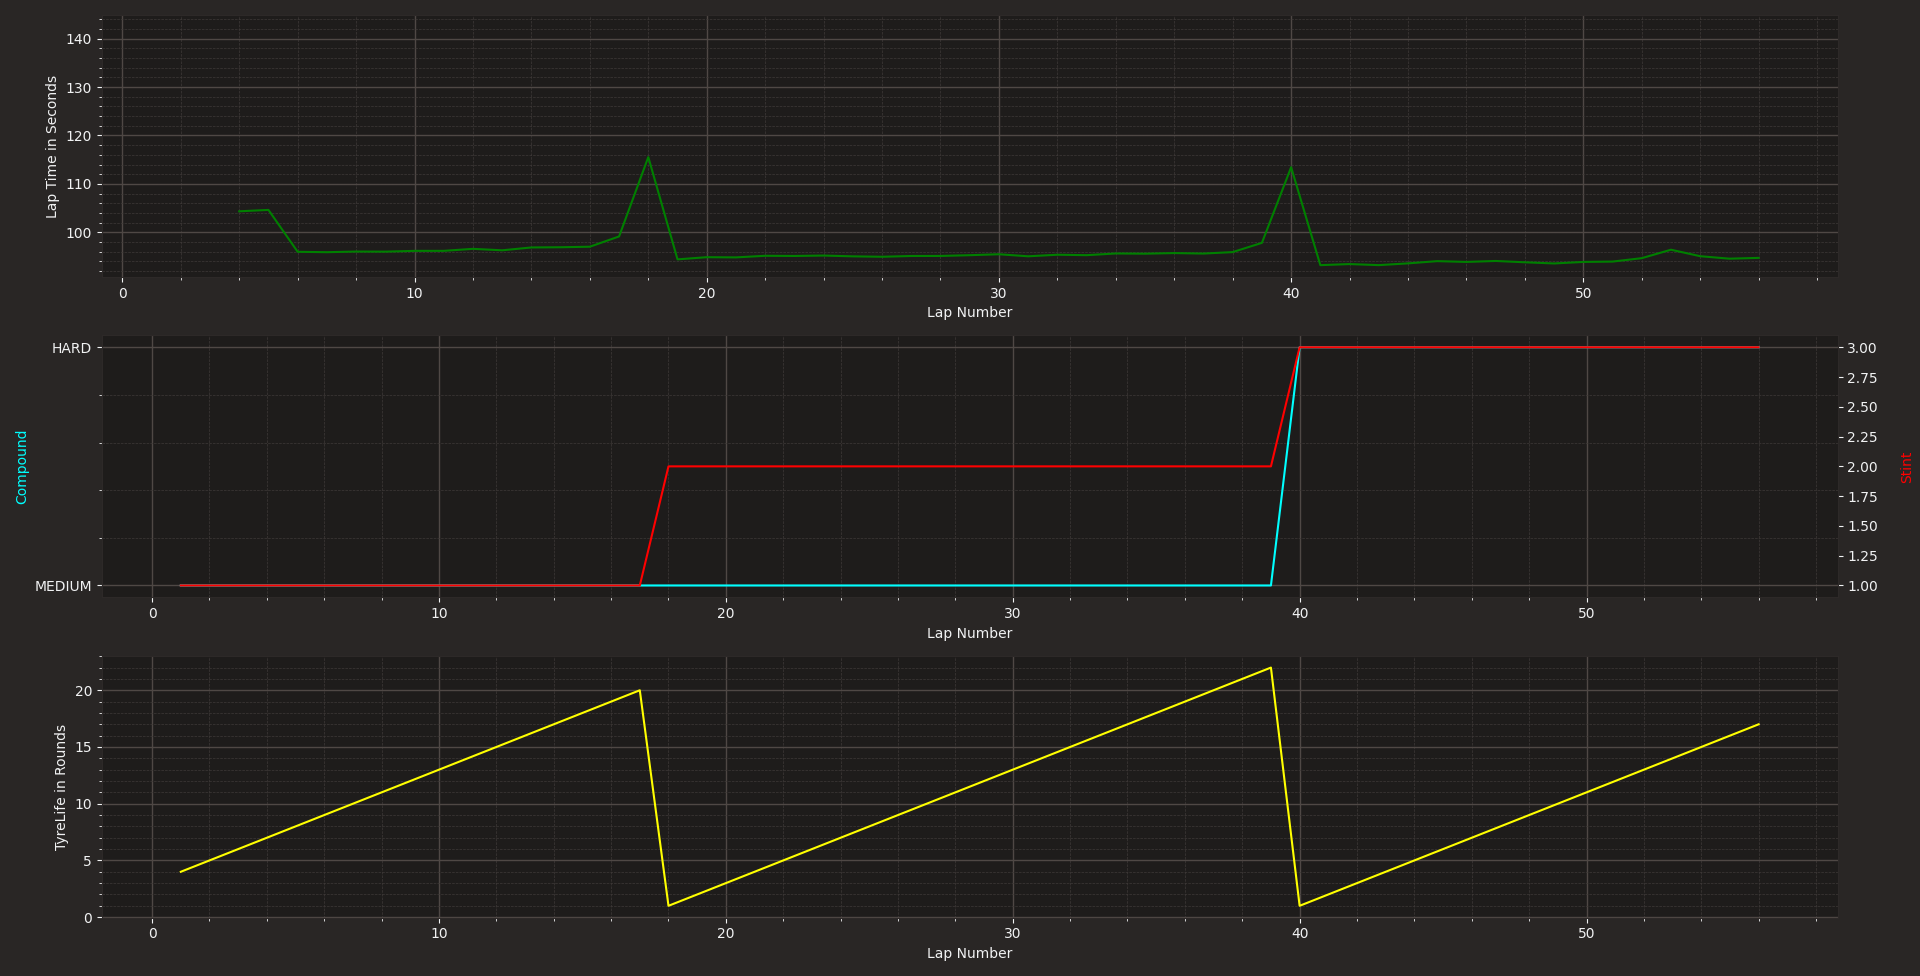 140
130
120
110
100
Lap Time in Seconds
0 10 20 30 40 50
Lap Number
HARD
MEDIUM
Compound
3.00
2.75
2.50
2.25
2.00
1.75
1.50
1.25
1.00
Stint
0 10 20 30 40 50
Lap Number
20
15
10
5
0
TyreLife in Rounds
0 10 20 30 40 50
Lap Number